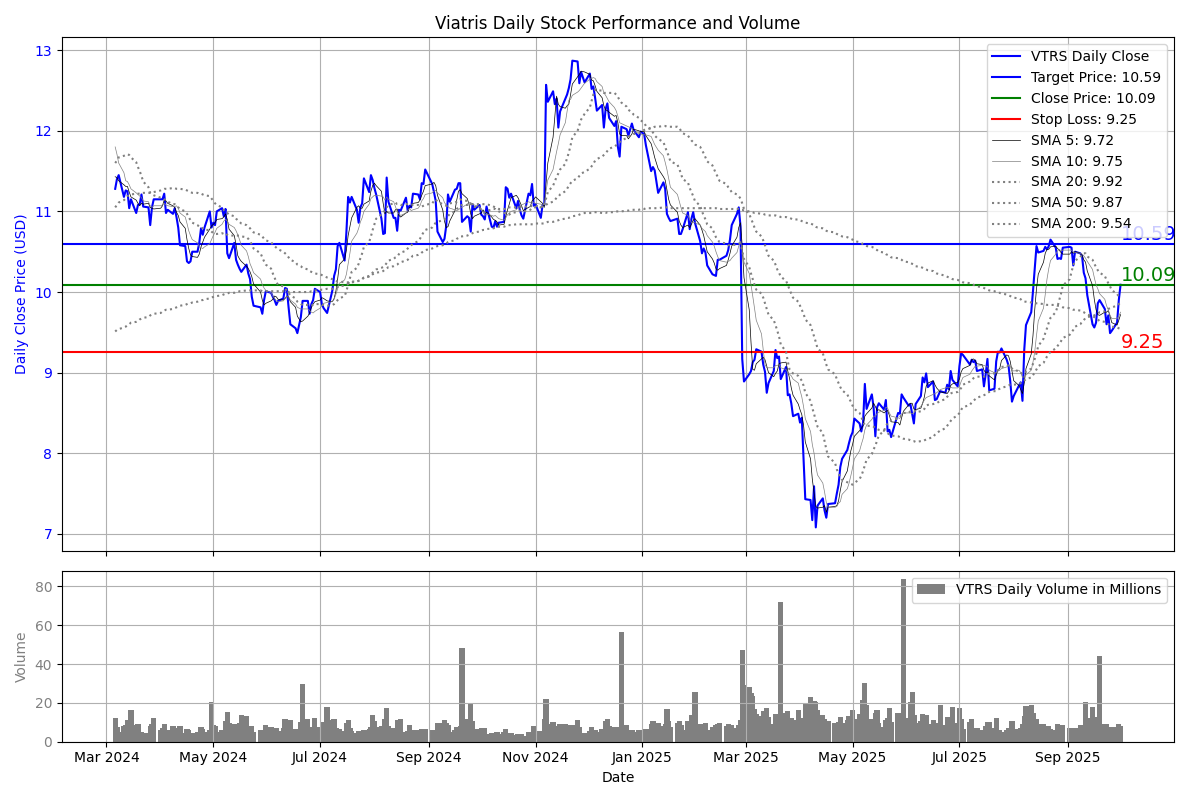 Viatris Daily Stock Performance and Volume
13
12
11
10
9
8
7
Daily Close Price (USD)
VTRS Daily Close
Target Price: 10.59
Close Price: 10.09
Stop Loss: 9.25
SMA 5: 9.72
SMA 10: 9.75
SMA 20: 9.92
SMA 50: 9.87
SMA 200: 9.54
10.59
10.09
9.25
80
60
40
20
0
Volume
VTRS Daily Volume in Millions
Mar 2024
May 2024
Jul 2024
Sep 2024
Nov 2024
Jan 2025
Mar 2025
May 2025
Jul 2025
Sep 2025
Date